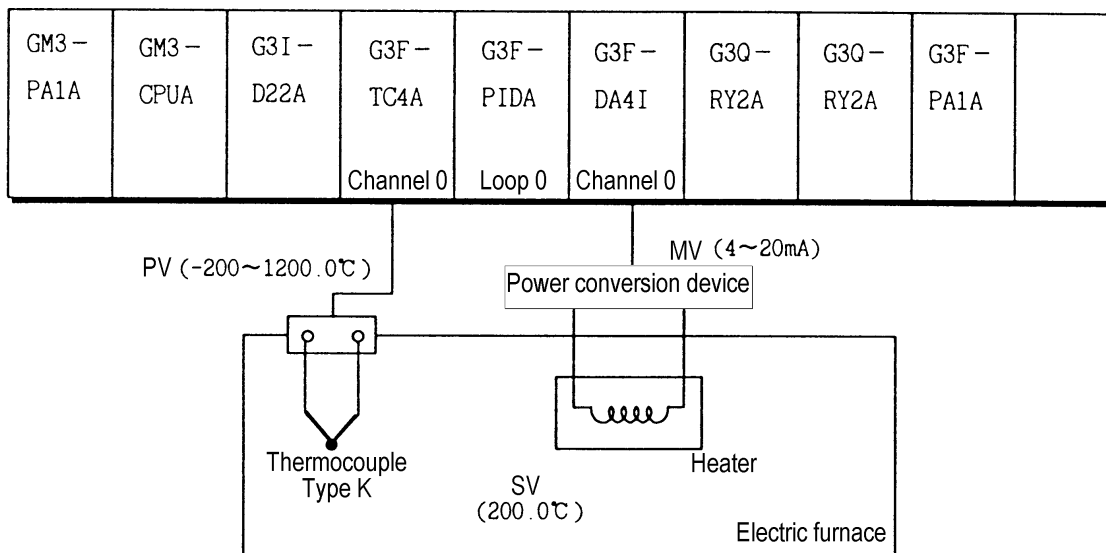 GM3-
PA1A
GM3-
CPUA
G3I-
D22A
G3F-
TC4A
Channel 0
G3F-
PIDA
Loop 0
G3F-
DA4I
Channel 0
G3Q-
RY2A
G3Q-
RY2A
G3F-
PA1A
PV (-200~1200.0℃)
MV (4~20mA)
Power conversion device
Thermocouple
Type K
Heater
SV
(200.0℃)
Electric furnace